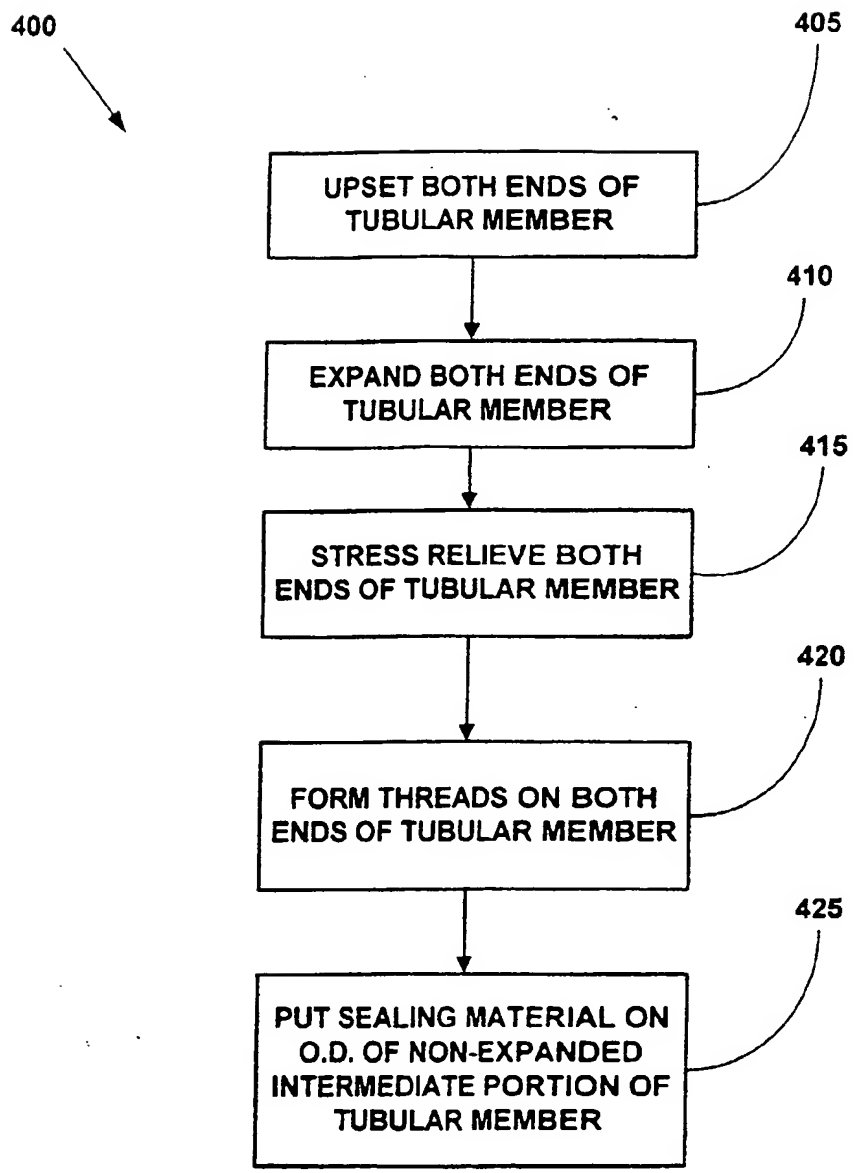 400
405
UPSET BOTH ENDS OF
TUBULAR MEMBER
410
EXPAND BOTH ENDS OF
TUBULAR MEMBER
415
STRESS RELIEVE BOTH
ENDS OF TUBULAR MEMBER
420
FORM THREADS ON BOTH
ENDS OF TUBULAR MEMBER
425
PUT SEALING MATERIAL ON
O.D. OF NON-EXPANDED
INTERMEDIATE PORTION OF
TUBULAR MEMBER